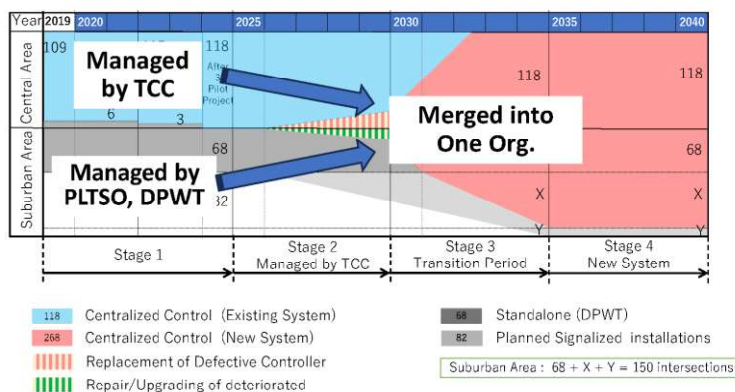 Year 2019 2020 2025 2030 2035 2040
Central Area
Suburban Area
109
118
After
Pilot
Project
6
3
Managed
by TCC
68
Managed by
PLTSO, DPWT
Merged into
One Org.
118
118
68
X
X
Y
Stage 1
Stage 2
Managed by TCC
Stage 3
Transition Period
Stage 4
New System
118 Centralized Control (Existing System)
268 Centralized Control (New System)
Replacement of Defective Controller
Repair/Upgrading of deteriorated
68 Standalone (DPWT)
82 Planned Signalized installations
Suburban Area : 68 + X + Y = 150 intersections